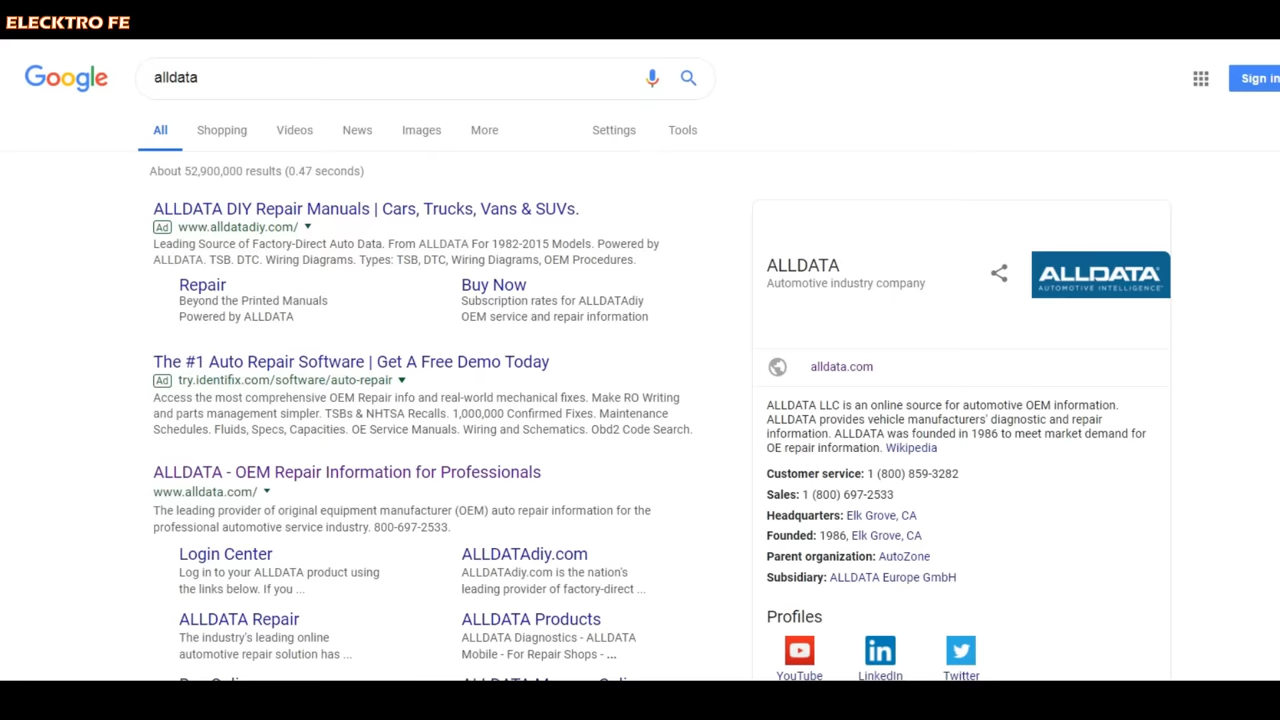 ELECKTRO FE
Google
alldata
Sign in
All Shopping Videos News Images More Settings Tools
About 52,900,000 results (0.47 seconds)
ALLDATA DIY Repair Manuals | Cars, Trucks, Vans & SUVs.
Ad www.alldatadiy.com/
Leading Source of Factory-Direct Auto Data. From ALLDATA For 1982-2015 Models. Powered by
ALLDATA. TSB. DTC. Wiring Diagrams. Types: TSB, DTC, Wiring Diagrams, OEM Procedures.
Repair
Beyond the Printed Manuals
Powered by ALLDATA
Buy Now
Subscription rates for ALLDATAdiy
OEM service and repair information
The #1 Auto Repair Software | Get A Free Demo Today
Ad try.identifix.com/software/auto-repair
Access the most comprehensive OEM Repair info and real-world mechanical fixes. Make RO Writing
and parts management simpler. TSBs & NHTSA Recalls. 1,000,000 Confirmed Fixes. Maintenance
Schedules. Fluids, Specs, Capacities. OE Service Manuals. Wiring and Schematics. Obd2 Code Search.
ALLDATA - OEM Repair Information for Professionals
www.alldata.com/
The leading provider of original equipment manufacturer (OEM) auto repair information for the
professional automotive service industry. 800-697-2533.
Login Center
Log in to your ALLDATA product using
the links below. If you ...
ALLDATAdiy.com
ALLDATAdiy.com is the nation's
leading provider of factory-direct ...
ALLDATA Repair
The industry's leading online
automotive repair solution has ...
ALLDATA Products
ALLDATA Diagnostics - ALLDATA
Mobile - For Repair Shops - ...
ALLDATA
Automotive industry company
ALLDATA
AUTOMOTIVE INTELLIGENCE
alldata.com
ALLDATA LLC is an online source for automotive OEM information.
ALLDATA provides vehicle manufacturers' diagnostic and repair
information. ALLDATA was founded in 1986 to meet market demand for
OE repair information. Wikipedia
Customer service: 1 (800) 859-3282
Sales: 1 (800) 697-2533
Headquarters: Elk Grove, CA
Founded: 1986, Elk Grove, CA
Parent organization: AutoZone
Subsidiary: ALLDATA Europe GmbH
Profiles
YouTube LinkedIn Twitter